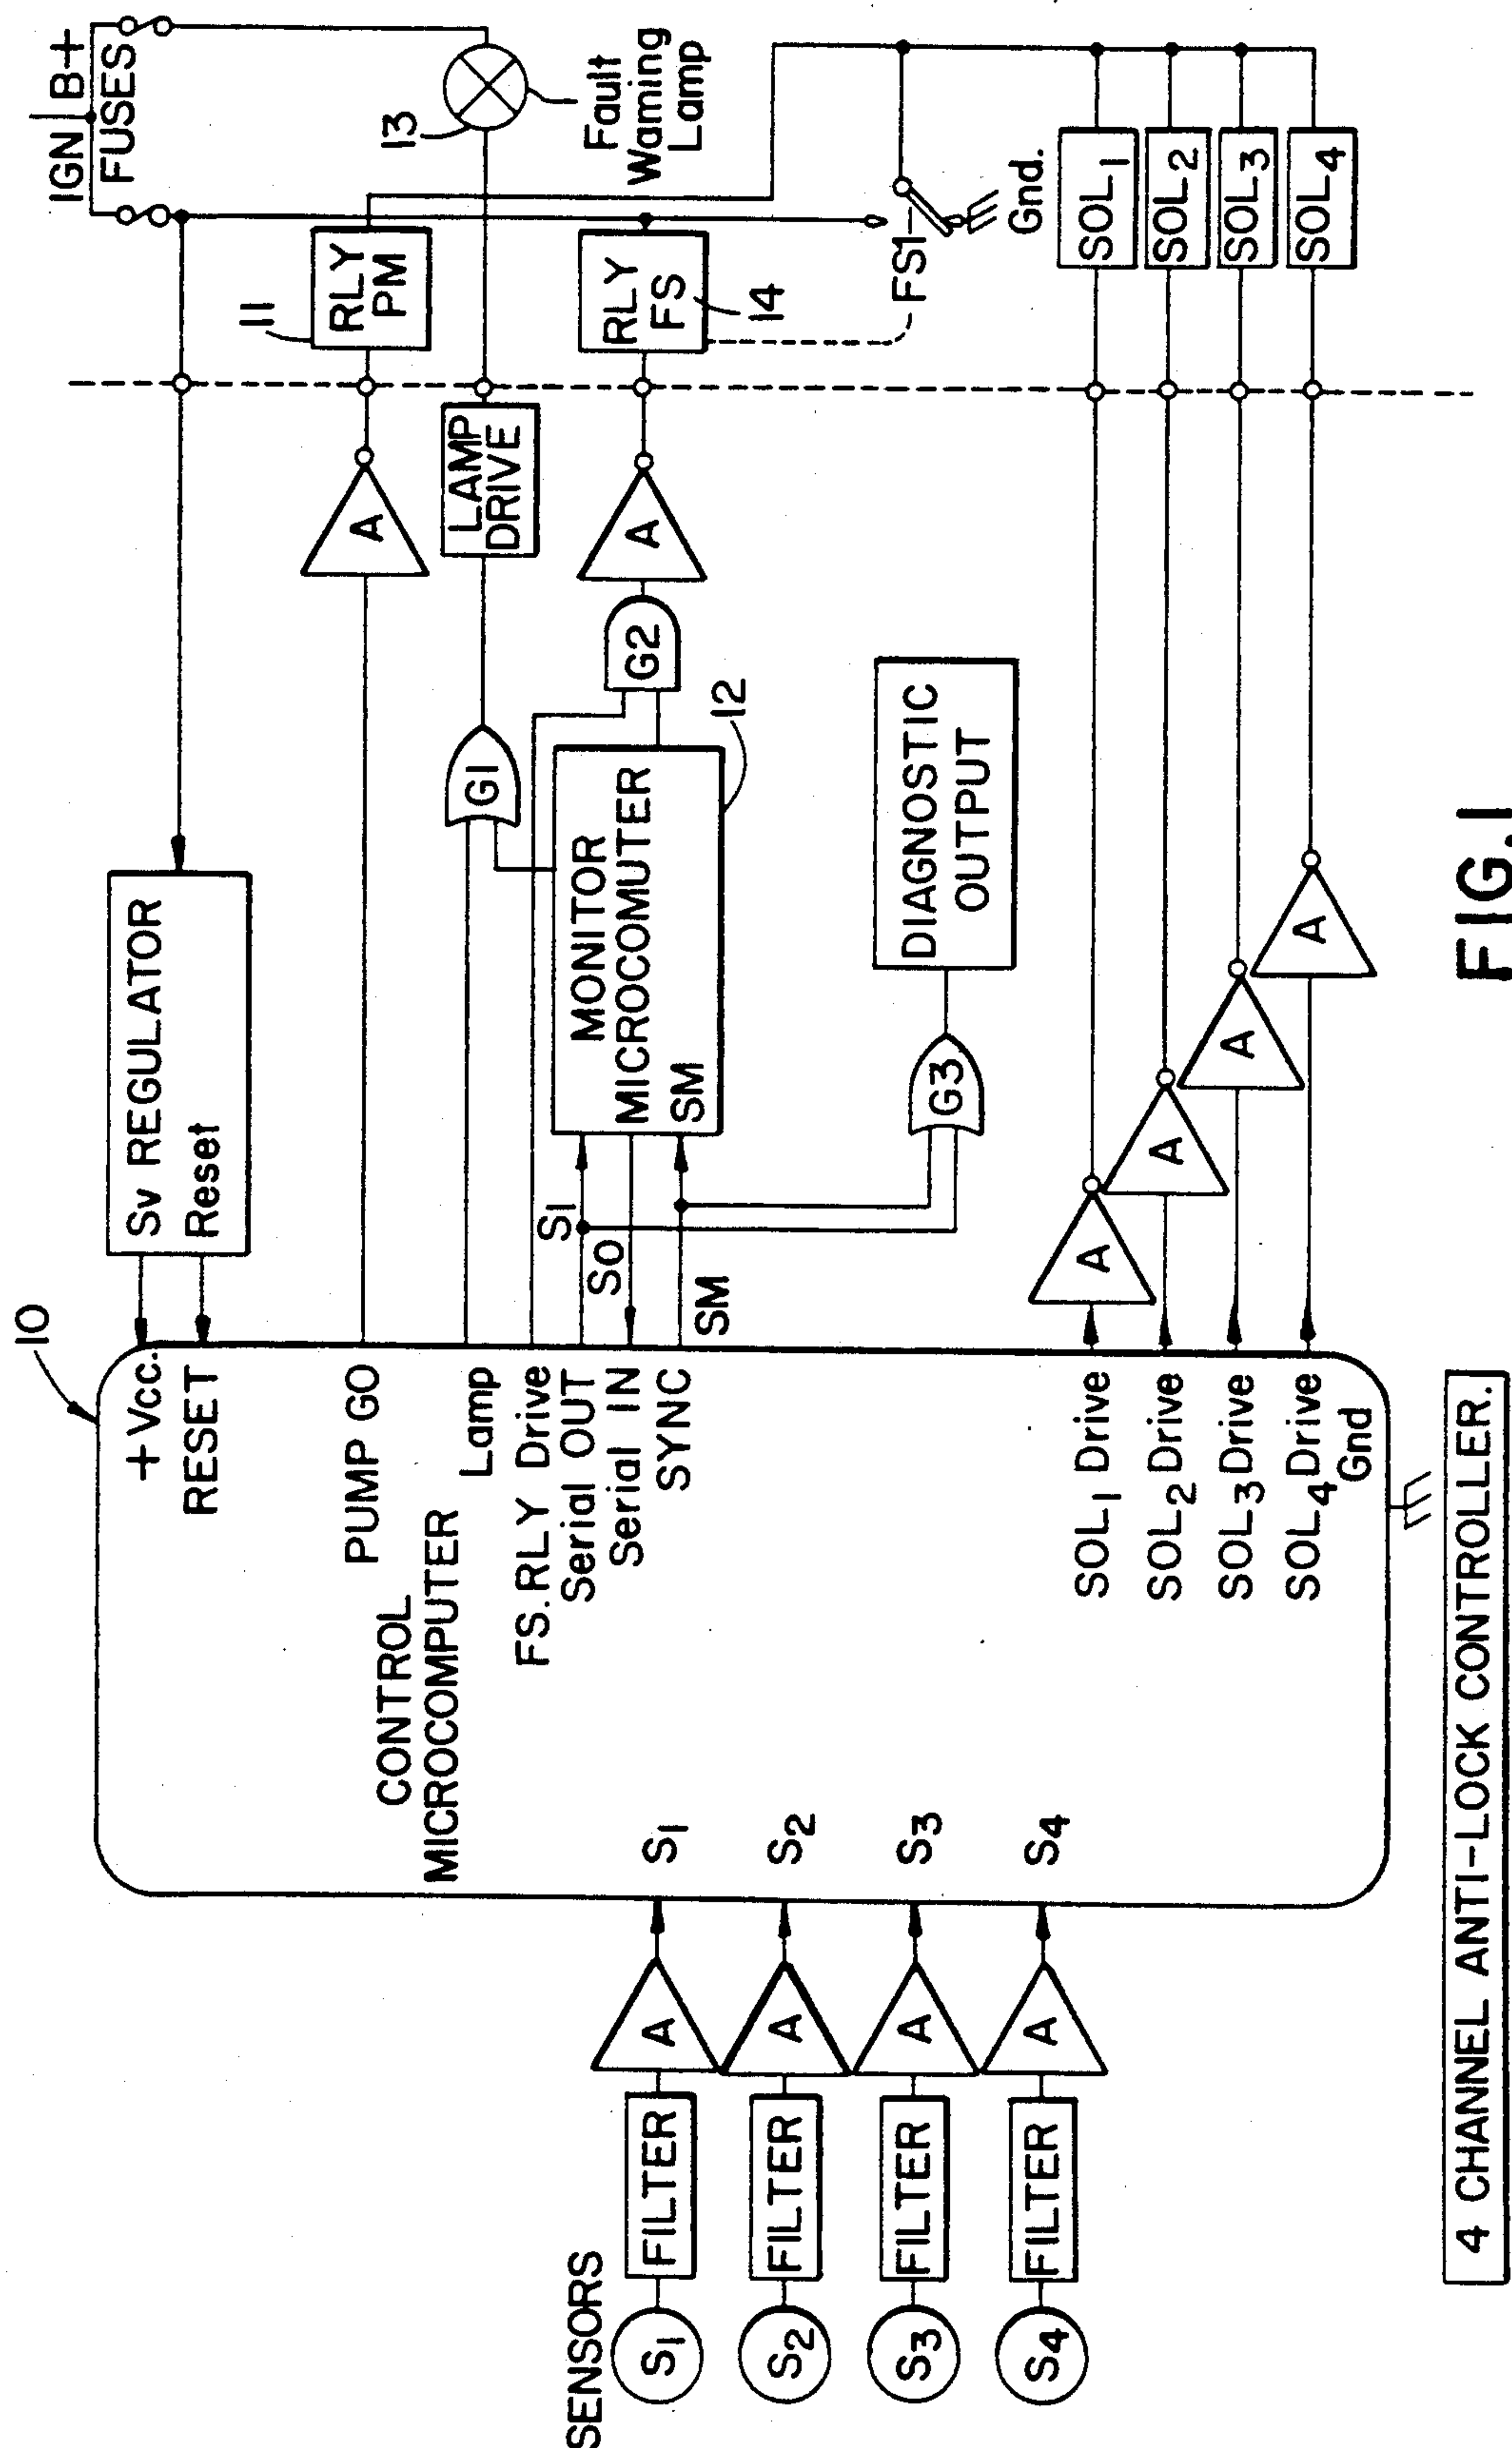 IGN B+
FUSES
10
+Vcc.
RESET
Sv REGULATOR
Reset
11
RLY
PM
A
PUMP GO
13
Fault
Waming
Lamp
CONTROL
MICROCOMPUTER
Lamp
G1
LAMP
DRIVE
FS.RLY Drive
Serial OUT
Serial IN
SYNC
S1
SO
SM
MONITOR
MICROCOMUTER
SM
12
G2
A
RLY
FS
14
FS1
Gnd.
G3
DIAGNOSTIC
OUTPUT
SENSORS
S1
FILTER
A
S1
S2
FILTER
A
S2
S3
FILTER
A
S3
S4
FILTER
A
S4
SOL1 Drive
A
SOL1
SOL2 Drive
A
SOL2
SOL3 Drive
A
SOL3
SOL4 Drive
A
SOL4
Gnd
4 CHANNEL ANTI-LOCK CONTROLLER.
FIG.1